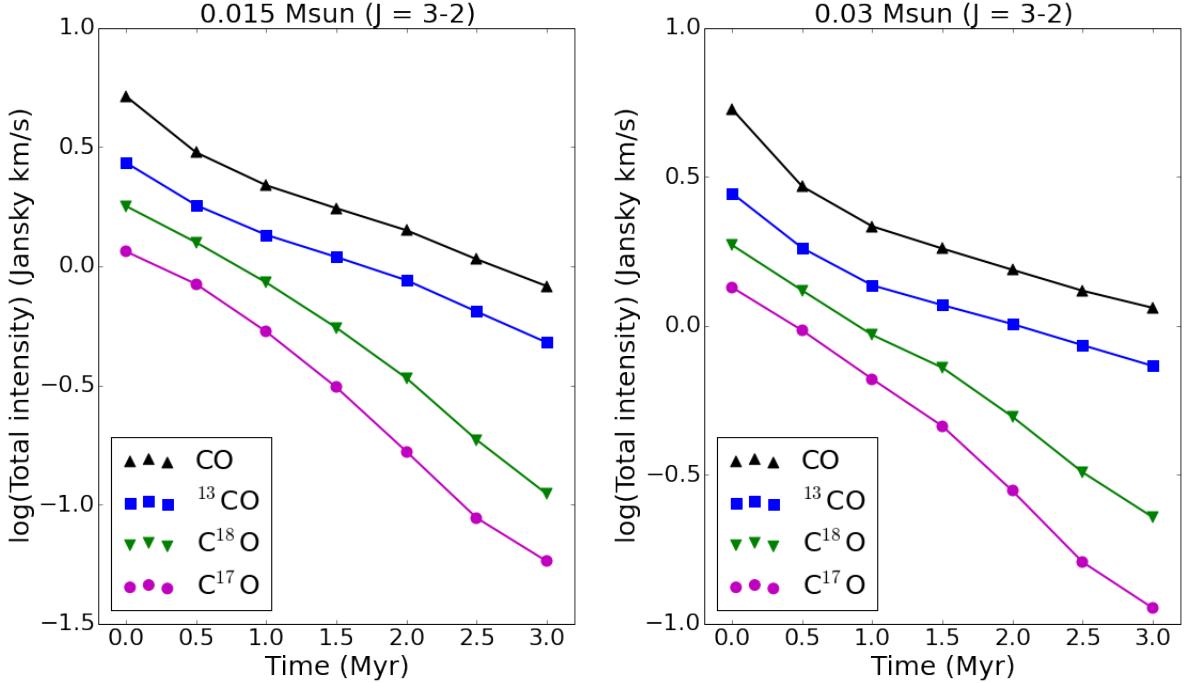 0.015 Msun (J = 3-2)
log(Total intensity) (Jansky km/s)
1.0
0.5
0.0
−0.5
−1.0
−1.5
CO
¹³CO
C¹⁸O
C¹⁷O
0.0 0.5 1.0 1.5 2.0 2.5 3.0
Time (Myr)
0.03 Msun (J = 3-2)
log(Total intensity) (Jansky km/s)
1.0
0.5
0.0
−0.5
−1.0
CO
¹³CO
C¹⁸O
C¹⁷O
0.0 0.5 1.0 1.5 2.0 2.5 3.0
Time (Myr)